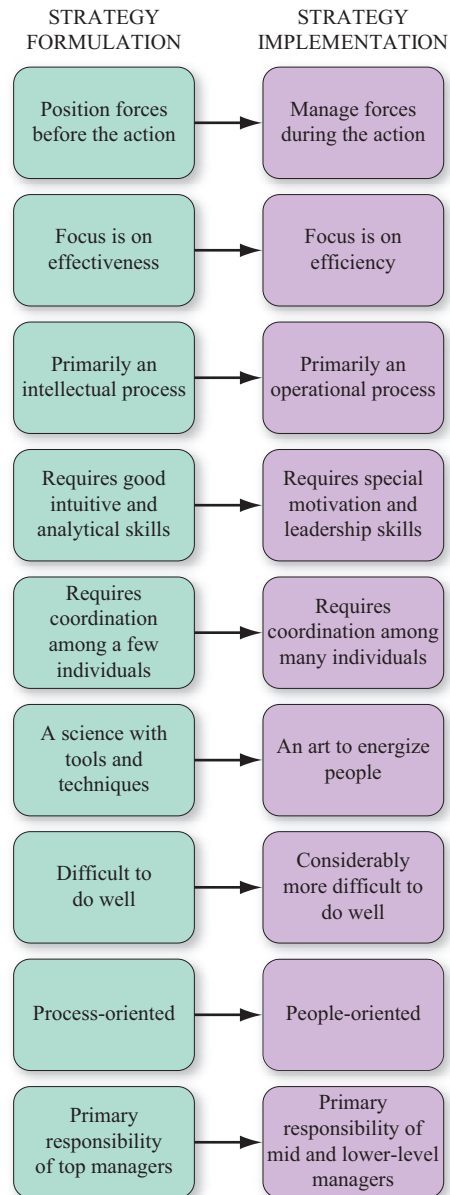 STRATEGY
FORMULATION
STRATEGY
IMPLEMENTATION
Position forces
before the action
Manage forces
during the action
Focus is on
effectiveness
Focus is on
efficiency
Primarily an
intellectual process
Primarily an
operational process
Requires good
intuitive and
analytical skills
Requires special
motivation and
leadership skills
Requires
coordination
among a few
individuals
Requires
coordination among
many individuals
A science with
tools and
techniques
An art to energize
people
Difficult to
do well
Considerably
more difficult to
do well
Process-oriented
People-oriented
Primary
responsibility
of top managers
Primary
responsibility of
mid and lower-level
managers